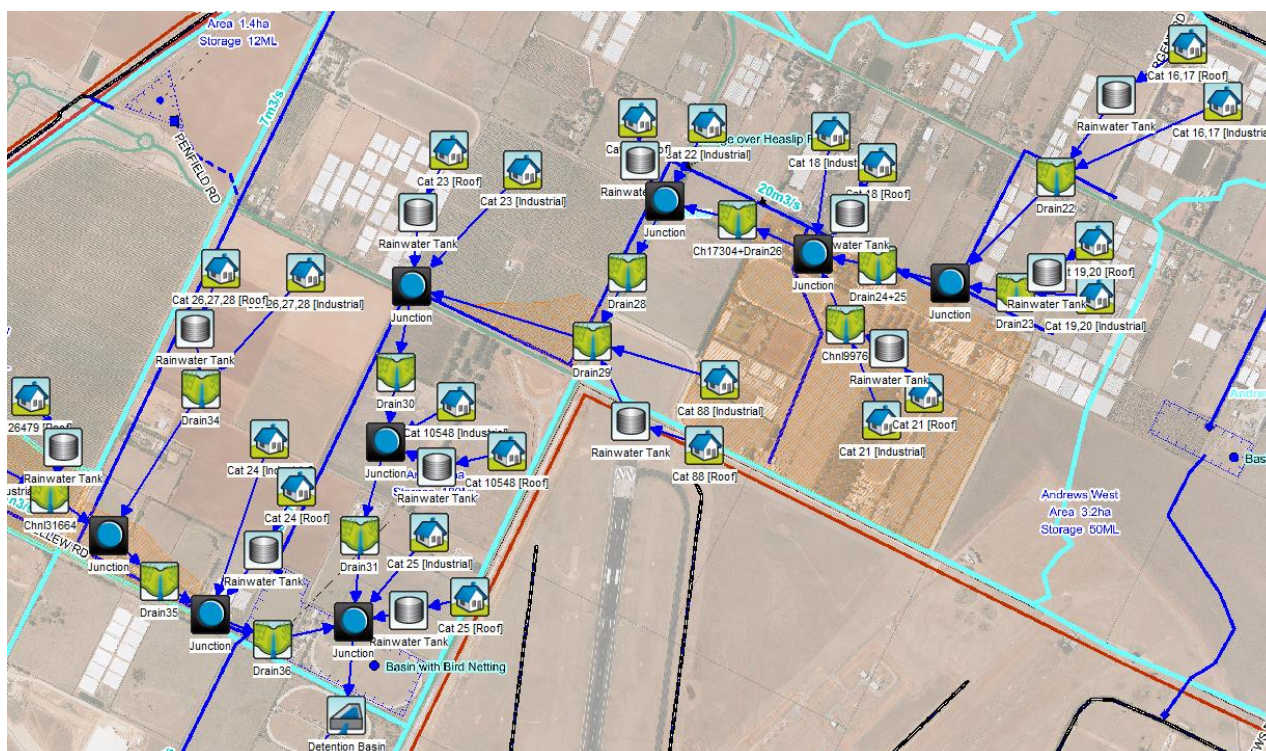 Area 1.4ha
Storage 12ML
7m3/s
PENFIELD RD
Cat 16,17 [Roof]
Rainwater Tank
Cat 16,17 [Industrial
Drain22
Cat 22 [Industrial]
Cat 18 [Indust
Rainwater
Junction
20m3/s
Ch17304+Drain26
Cat 23 [Roof]
Cat 23 [Industrial]
Rainwater Tank
Junction
Drain28
Junction
Drain24+25
Junction
Drain23
Rainwater Tank
19,20 [Roof]
Cat 19,20 [Industrial]
Cat 26,27,28 [Roof]
26,27,28 [Industrial]
Rainwater Tank
Drain34
Drain29
Chnl9976
Rainwater Tank
Cat 21 [Roof]
Cat 21 [Industrial]
Cat 88 [Industrial]
Rainwater Tank
Cat 88 [Roof]
Drain30
Cat 10548 [Industrial]
Junction
Rainwater Tank
Cat 10548 [Roof]
26479 [Roof]
Rainwater Tank
Chnl31664
Junction
Cat 24 [Industrial]
Cat 24 [Roof]
Rainwater Tank
Andrews West
Area 3.2ha
Storage 50ML
Drain31
Cat 25 [Industrial]
Drain35
Junction
Rainwater Tank
Cat 25 [Roof]
Drain36
Junction
Basin with Bird Netting
Detention Basin